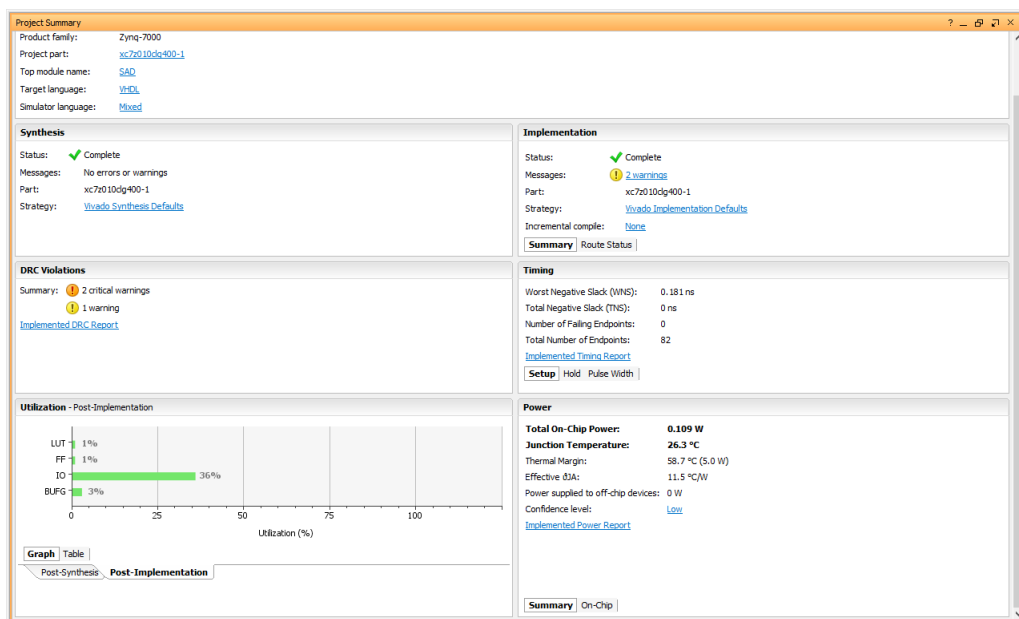 Project Summary
Product family: Zynq-7000
Project part: xc7z010clg400-1
Top module name: SAD
Target language: VHDL
Simulator language: Mixed
Synthesis
Status: Complete
Messages: No errors or warnings
Part: xc7z010clg400-1
Strategy: Vivado Synthesis Defaults
Implementation
Status: Complete
Messages: 2 warnings
Part: xc7z010clg400-1
Strategy: Vivado Implementation Defaults
Incremental compile: None
Summary Route Status
DRC Violations
Summary: 2 critical warnings
1 warning
Implemented DRC Report
Timing
Worst Negative Slack (WNS): 0.181 ns
Total Negative Slack (TNS): 0 ns
Number of Failing Endpoints: 0
Total Number of Endpoints: 82
Implemented Timing Report
Setup Hold Pulse Width
Utilization - Post-Implementation
LUT 1%
FF 1%
IO 36%
BUFG 3%
0 25 50 75 100
Utilization (%)
Graph Table
Post-Synthesis Post-Implementation
Power
Total On-Chip Power: 0.109 W
Junction Temperature: 26.3 °C
Thermal Margin: 58.7 °C (5.0 W)
Effective ðJA: 11.5 °C/W
Power supplied to off-chip devices: 0 W
Confidence level: Low
Implemented Power Report
Summary On-Chip